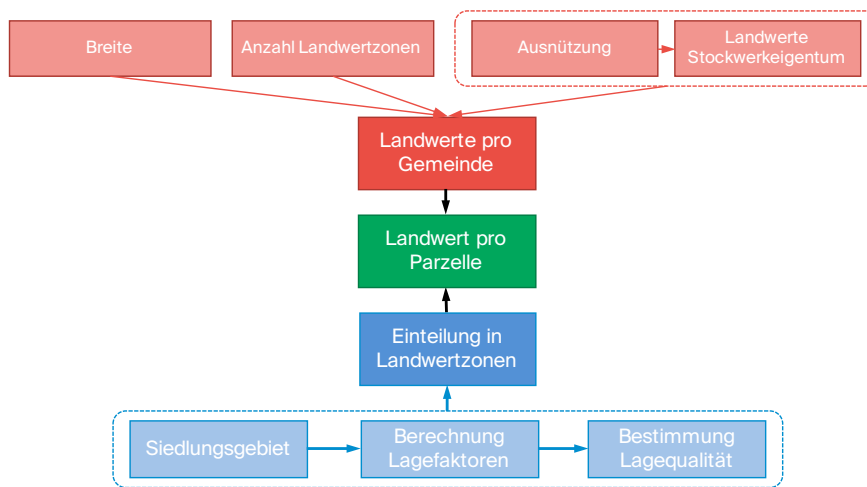 Breite
Anzahl Landwertzonen
Ausnützung
Landwerte
Stockwerkeigentum
Landwerte pro
Gemeinde
Landwert pro
Parzelle
Einteilung in
Landwertzonen
Siedlungsgebiet
Berechnung
Lagefaktoren
Bestimmung
Lagequalität